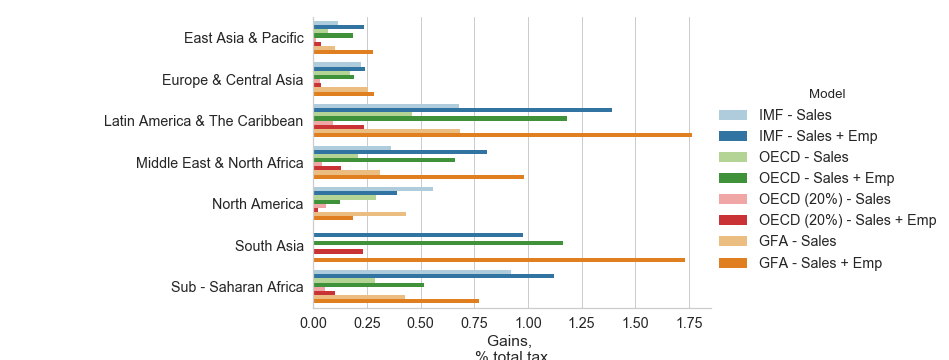 East Asia & Pacific
Europe & Central Asia
Latin America & The Caribbean
Middle East & North Africa
North America
South Asia
Sub - Saharan Africa
0.00 0.25 0.50 0.75 1.00 1.25 1.50 1.75
Gains,
% total tax
Model
IMF - Sales
IMF - Sales + Emp
OECD - Sales
OECD - Sales + Emp
OECD (20%) - Sales
OECD (20%) - Sales + Emp
GFA - Sales
GFA - Sales + Emp